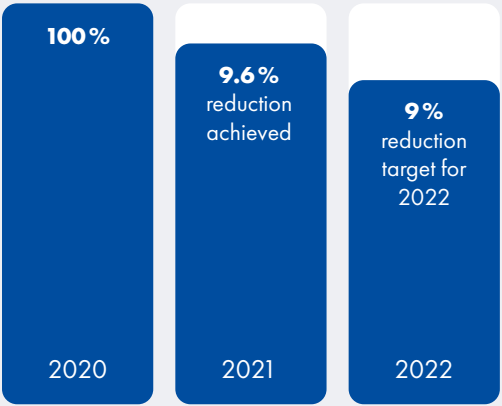 100 %
9.6 %
reduction
achieved
9 %
reduction
target for
2022
2020
2021
2022